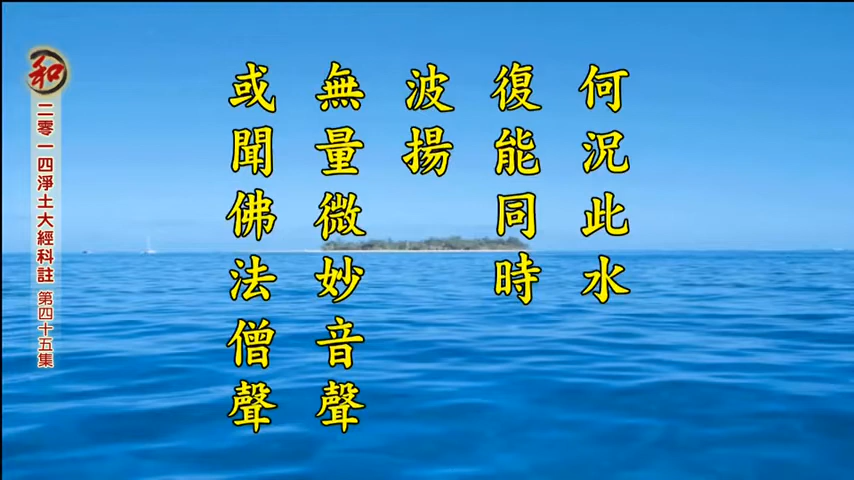 何況此水
復能同時
波揚
無量微妙音聲
或聞佛法僧聲
和
二零一四淨土大經科註 第四十五集